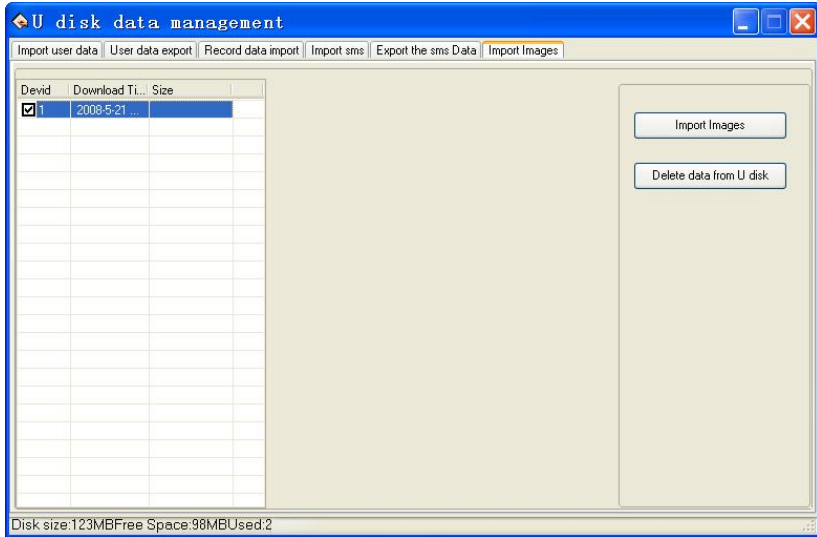 U disk data management
Import user data User data export Record data import Import sms Export the sms Data Import Images
Devid Download Ti... Size
1 2008-5-21 ...
Import Images
Delete data from U disk
Disk size:123MBFree Space:98MBUsed:2